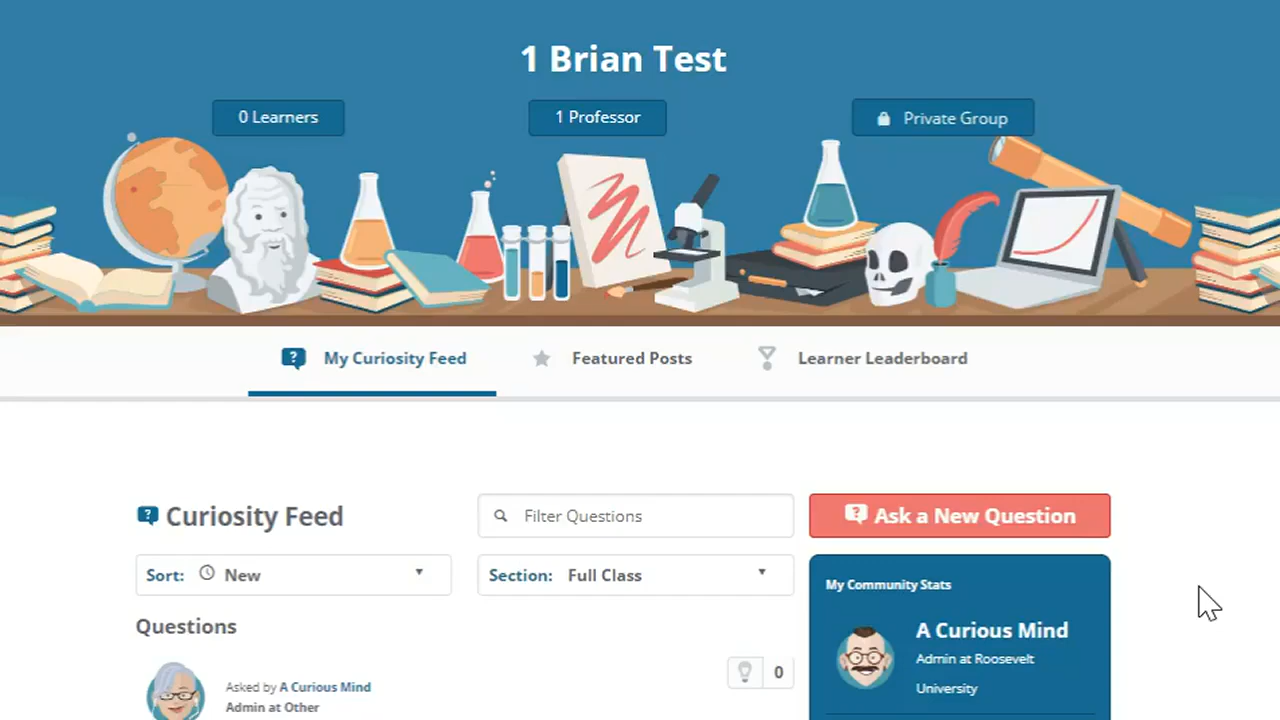 1 Brian Test
0 Learners
1 Professor
Private Group
My Curiosity Feed
Featured Posts
Learner Leaderboard
Curiosity Feed
Filter Questions
Ask a New Question
Sort: New
Section: Full Class
My Community Stats
Questions
A Curious Mind
Admin at Roosevelt
University
0
Asked by A Curious Mind
Admin at Other